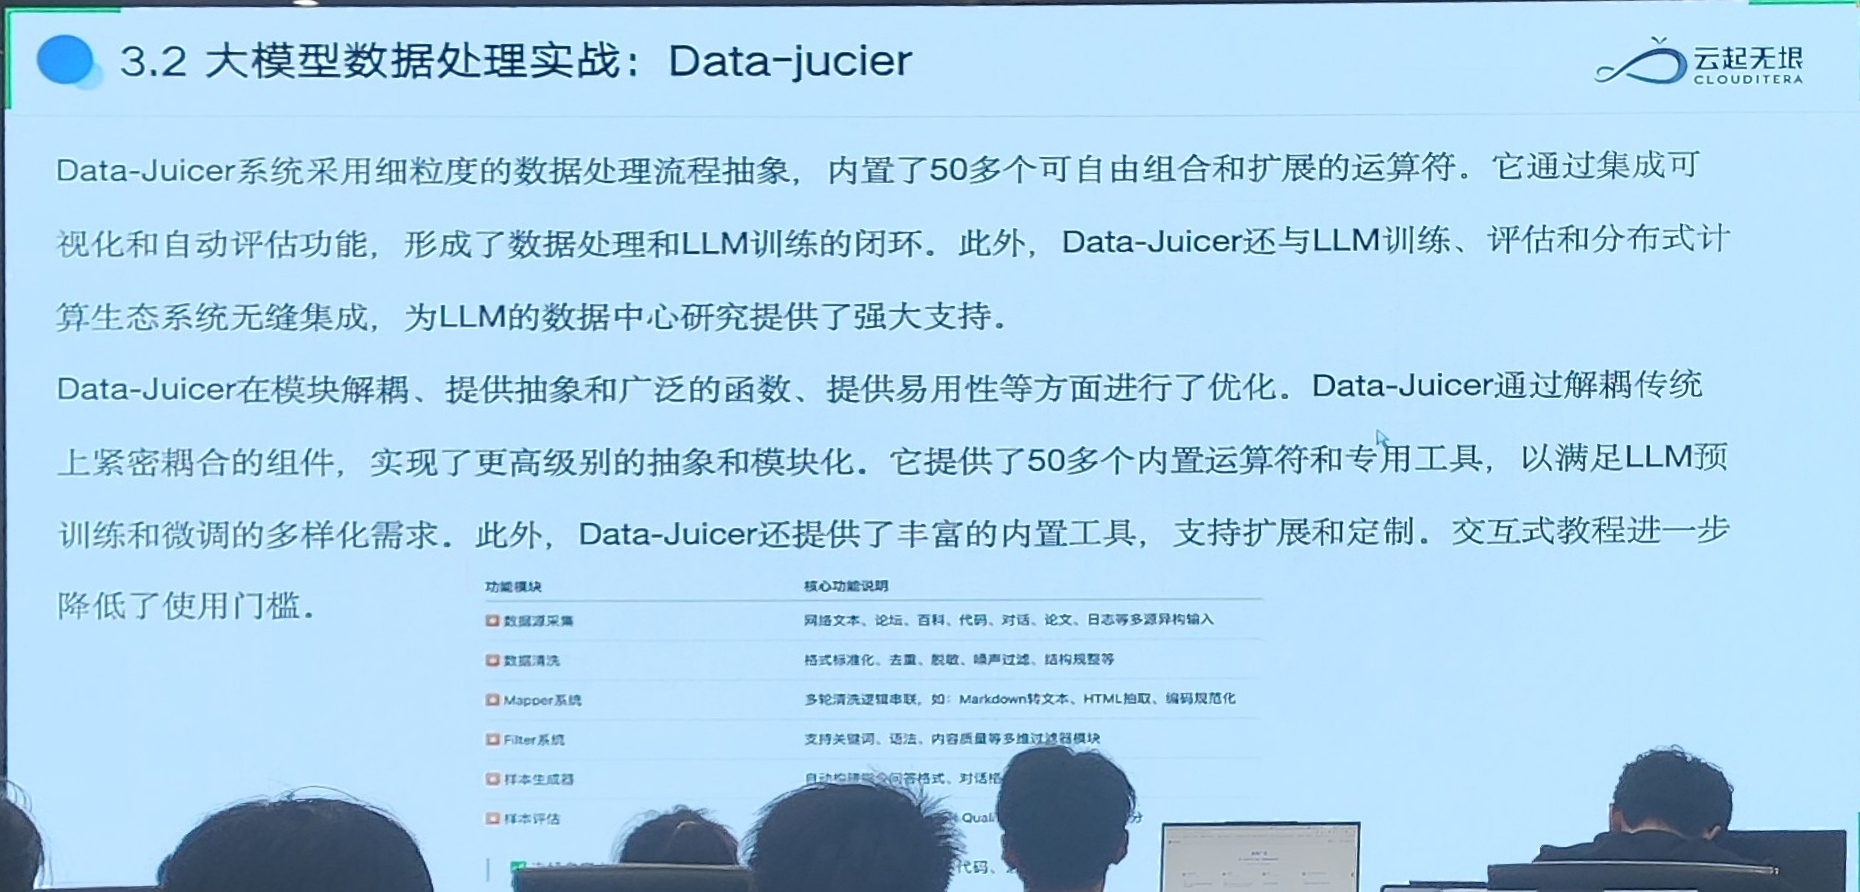 3.2 大模型数据处理实战：Data-jucier
云起无垠
CLOUDITERA
Data-Juicer系统采用细粒度的数据处理流程抽象，内置了50多个可自由组合和扩展的运算符。它通过集成可
视化和自动评估功能，形成了数据处理和LLM训练的闭环。此外，Data-Juicer还与LLM训练、评估和分布式计
算生态系统无缝集成，为LLM的数据中心研究提供了强大支持。
Data-Juicer在模块解耦、提供抽象和广泛的函数、提供易用性等方面进行了优化。Data-Juicer通过解耦传统
上紧密耦合的组件，实现了更高级别的抽象和模块化。它提供了50多个内置运算符和专用工具，以满足LLM预
训练和微调的多样化需求。此外，Data-Juicer还提供了丰富的内置工具，支持扩展和定制。交互式教程进一步
降低了使用门槛。
功能模块 核心功能说明
数据源采集 网络文本、论坛、百科、代码、对话、论文、日志等多源异构输入
数据清洗 格式标准化、去重、脱敏、噪声过滤、结构规整等
Mapper系统 多轮清洗逻辑串联，如：Markdown转文本、HTML抽取、编码规范化
Filter系统 支持关键词、语法、内容质量等多维过滤器模块
样本生成器 自动构建指令问答格式、对话格
样本评估 Qual 分
代码、